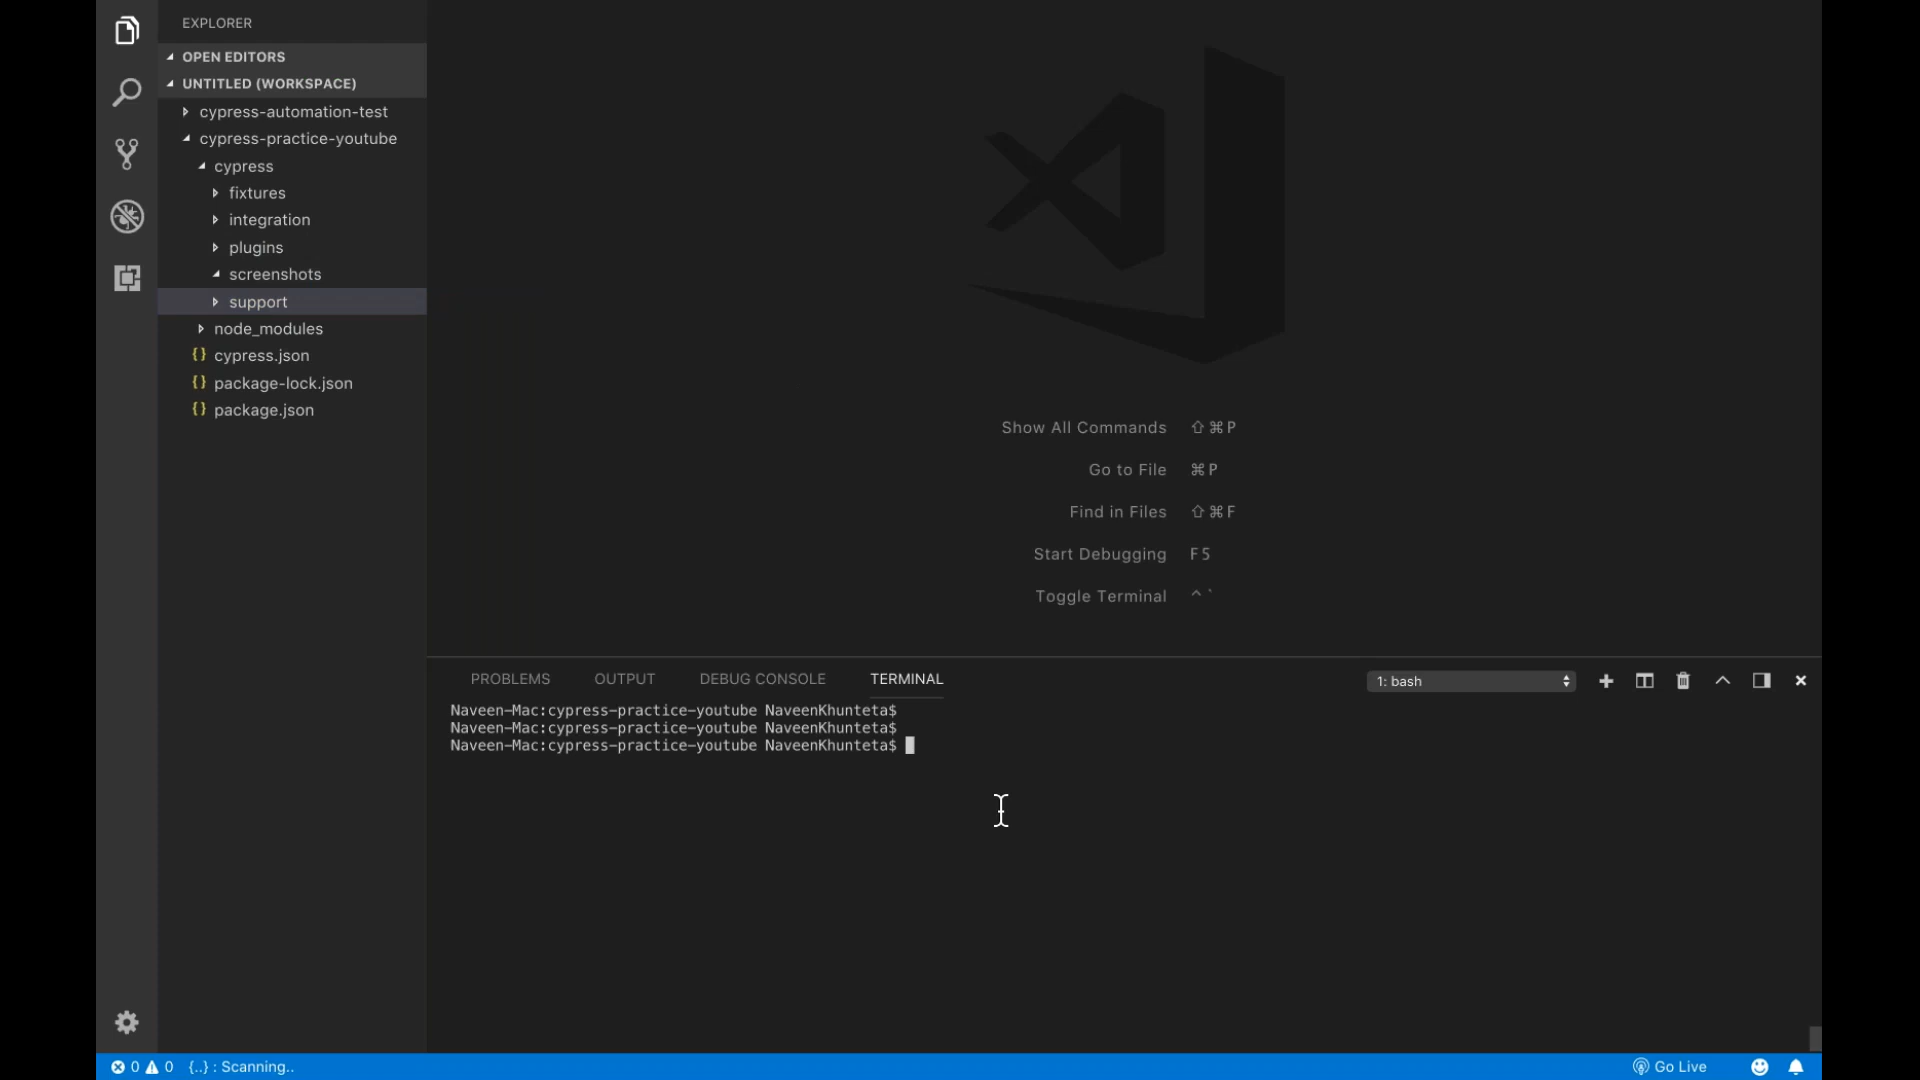 EXPLORER
OPEN EDITORS
UNTITLED (WORKSPACE)
cypress-automation-test
cypress-practice-youtube
cypress
fixtures
integration
plugins
screenshots
support
node_modules
{} cypress.json
{} package-lock.json
{} package.json
Show All Commands ⇧⌘P
Go to File ⌘P
Find in Files ⇧⌘F
Start Debugging F5
Toggle Terminal ^`
PROBLEMS OUTPUT DEBUG CONSOLE TERMINAL 1: bash
Naveen-Mac:cypress-practice-youtube NaveenKhunteta$
Naveen-Mac:cypress-practice-youtube NaveenKhunteta$
Naveen-Mac:cypress-practice-youtube NaveenKhunteta$
0 0 {..} : Scanning.. Go Live